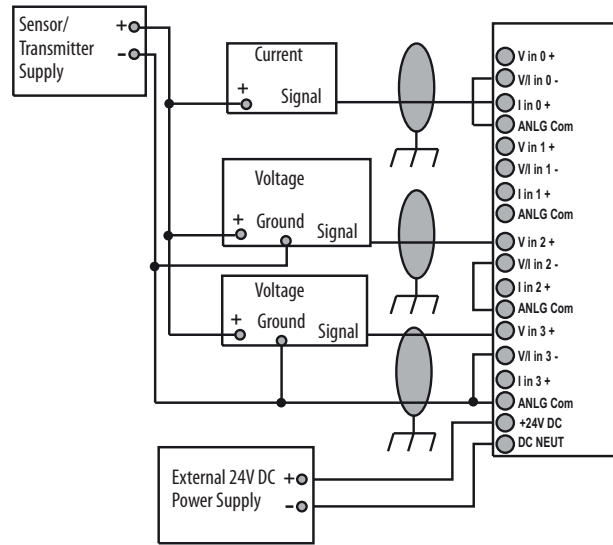 Sensor/
Transmitter
Supply
+
-
Current
+
Signal
Voltage
+
Ground
Signal
Voltage
+
Ground
Signal
External 24V DC
Power Supply
+
-
V in 0 +
V/I in 0 -
I in 0 +
ANLG Com
V in 1 +
V/I in 1 -
I in 1 +
ANLG Com
V in 2 +
V/I in 2 -
I in 2 +
ANLG Com
V in 3 +
V/I in 3 -
I in 3 +
ANLG Com
+24V DC
DC NEUT